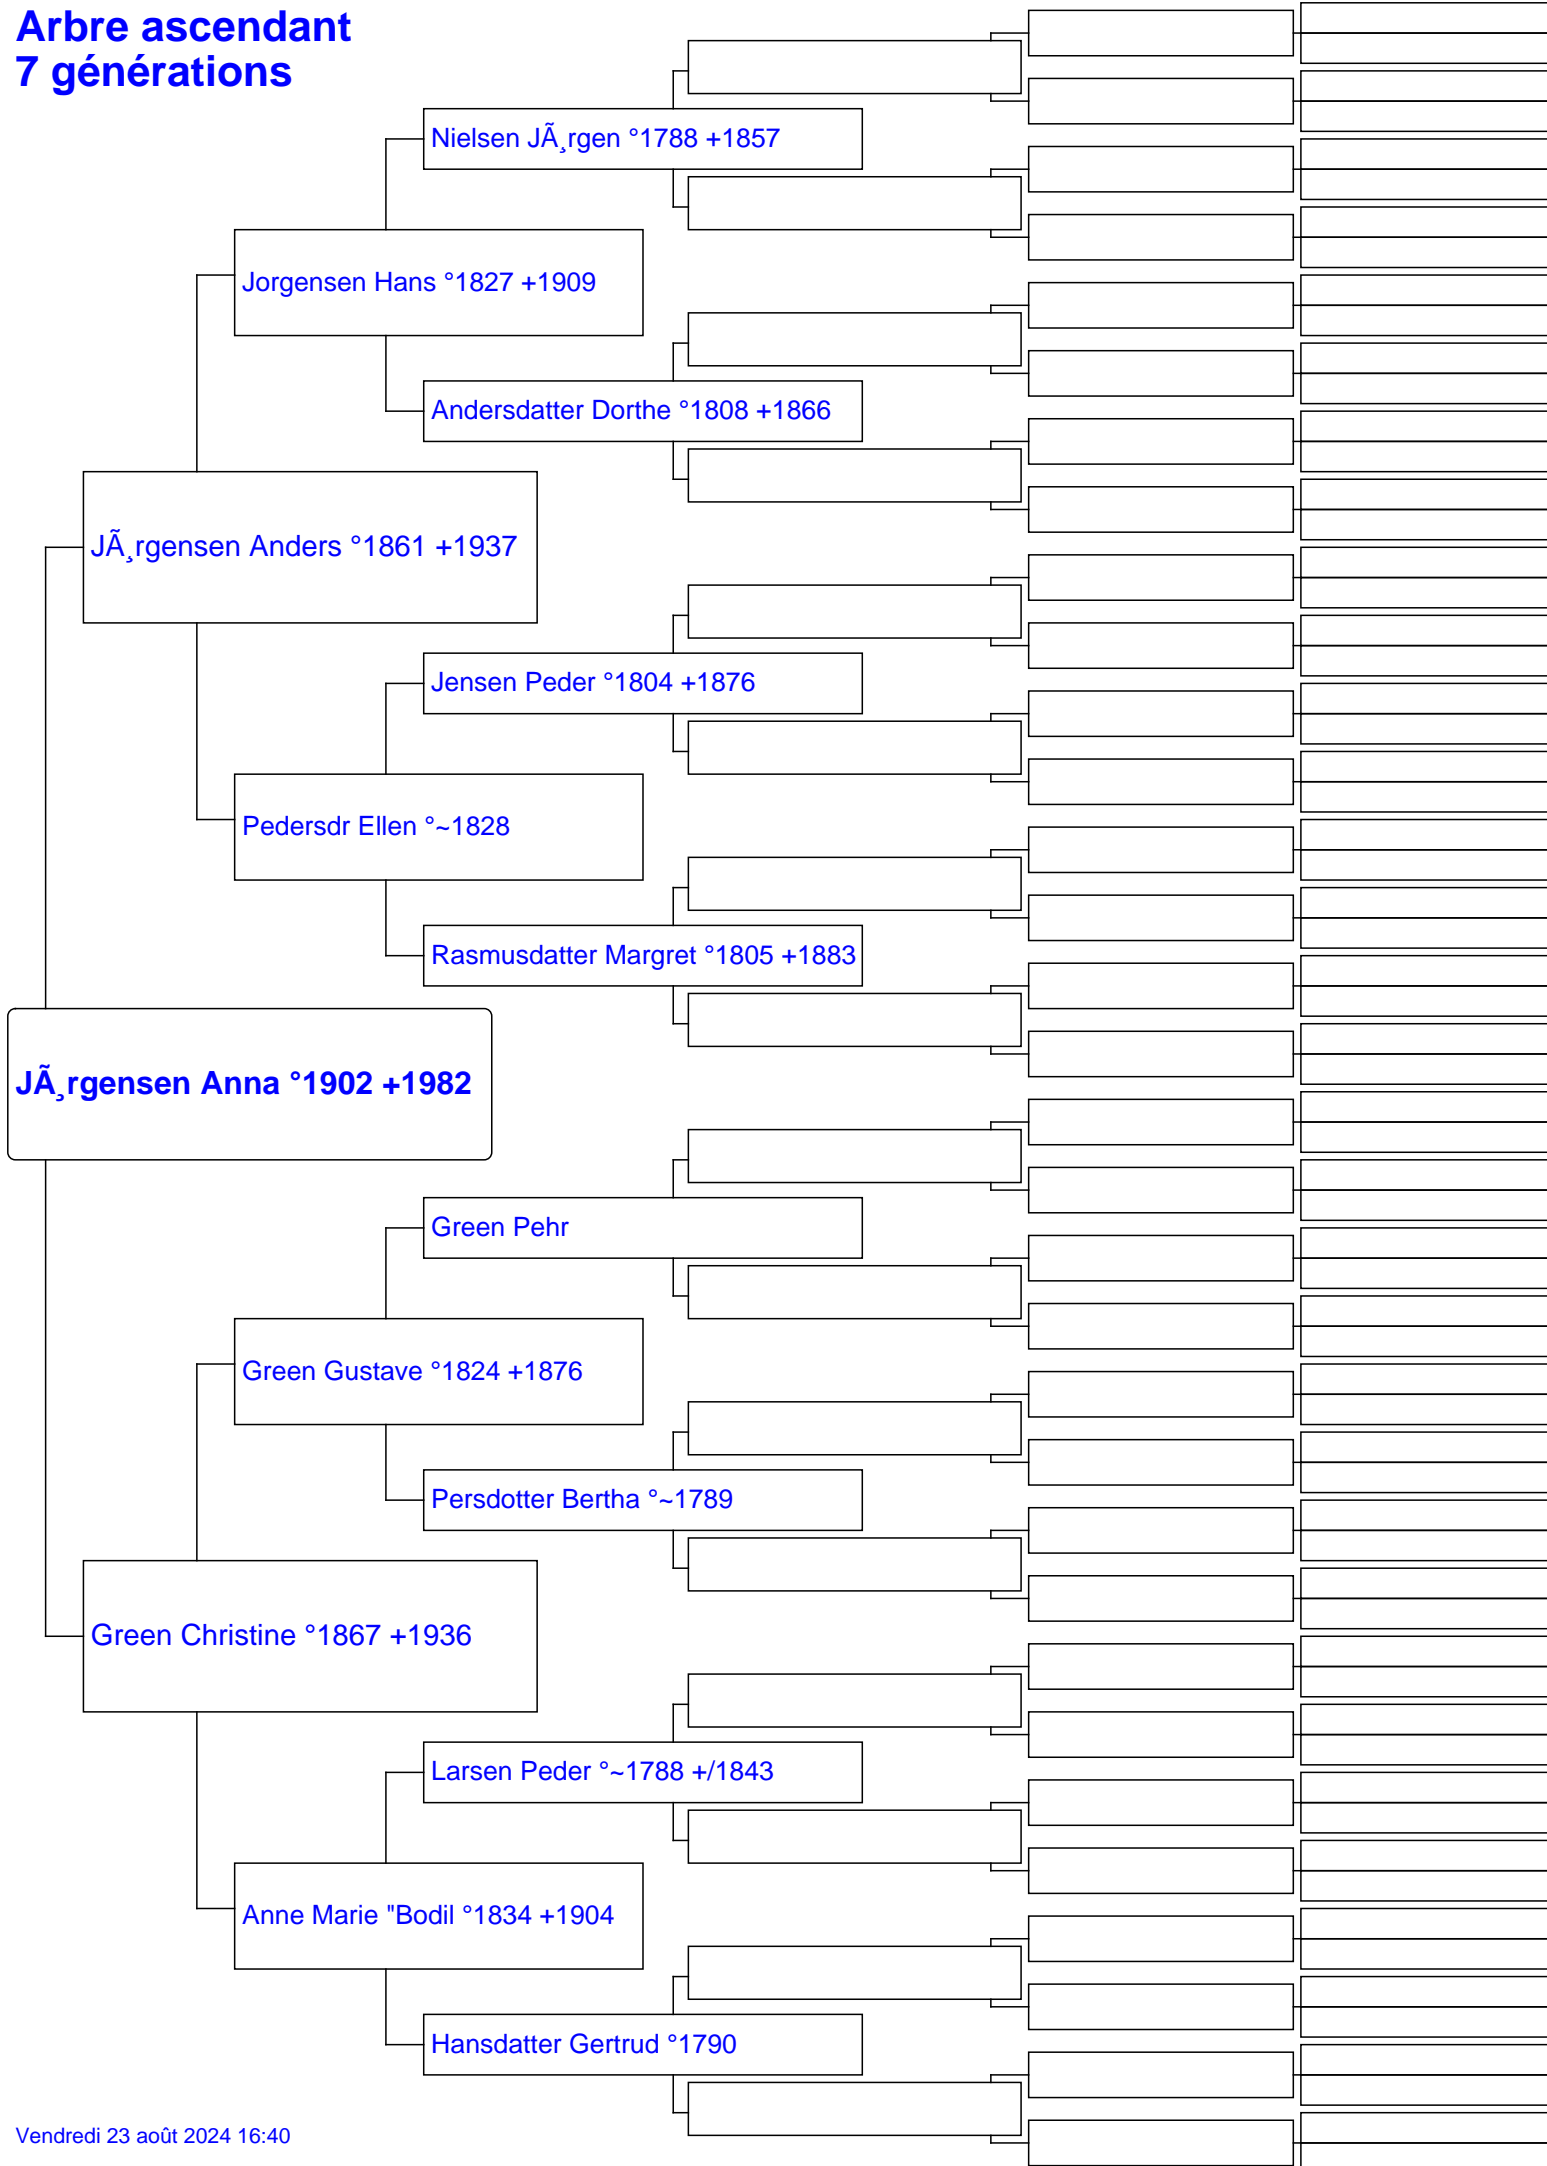 Arbre ascendant
7 générations
Nielsen JÃ¸rgen °1788 +1857
Jorgensen Hans °1827 +1909
Andersdatter Dorthe °1808 +1866
JÃ¸rgensen Anders °1861 +1937
Jensen Peder °1804 +1876
Pedersdr Ellen °~1828
Rasmusdatter Margret °1805 +1883
JÃ¸rgensen Anna °1902 +1982
Green Pehr
Green Gustave °1824 +1876
Persdotter Bertha °~1789
Green Christine °1867 +1936
Larsen Peder °~1788 +/1843
Anne Marie "Bodil °1834 +1904
Hansdatter Gertrud °1790
Vendredi 23 août 2024 16:40